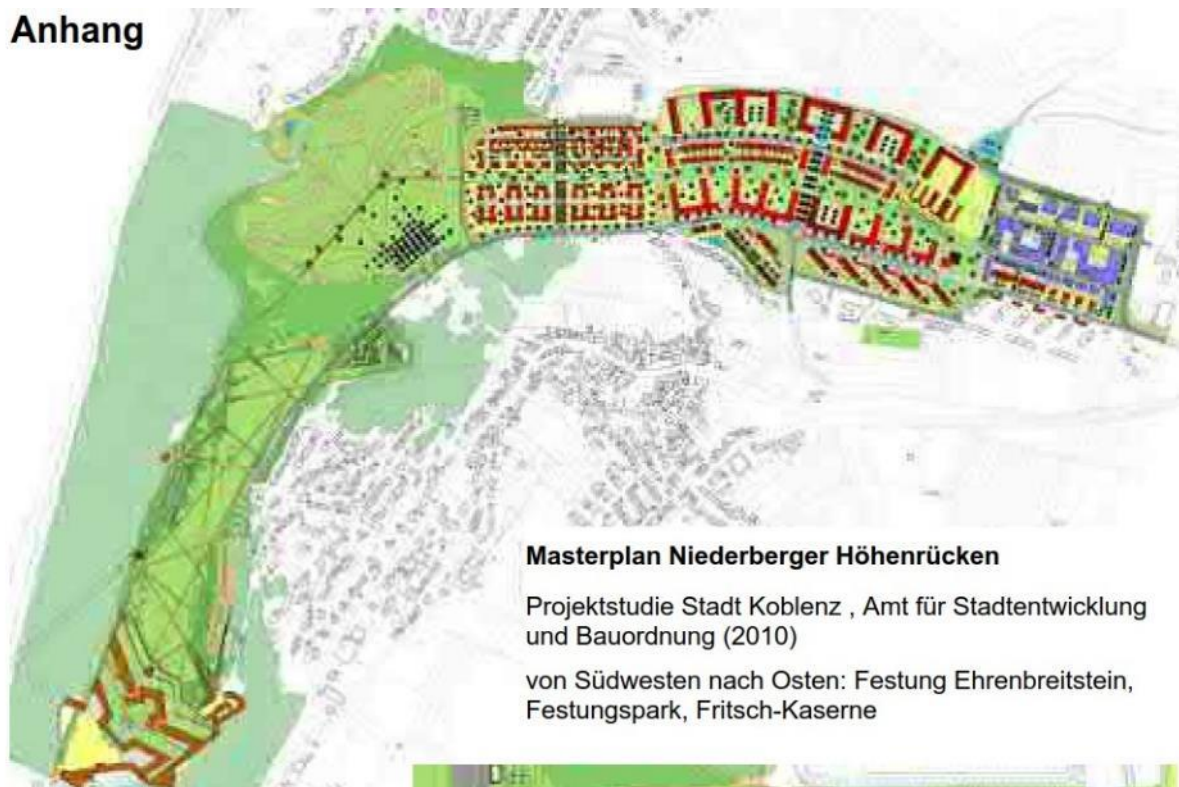 Anhang
Masterplan Niederberger Höhenrücken
Projektstudie Stadt Koblenz , Amt für Stadtentwicklung
und Bauordnung (2010)
von Südwesten nach Osten: Festung Ehrenbreitstein,
Festungspark, Fritsch-Kaserne